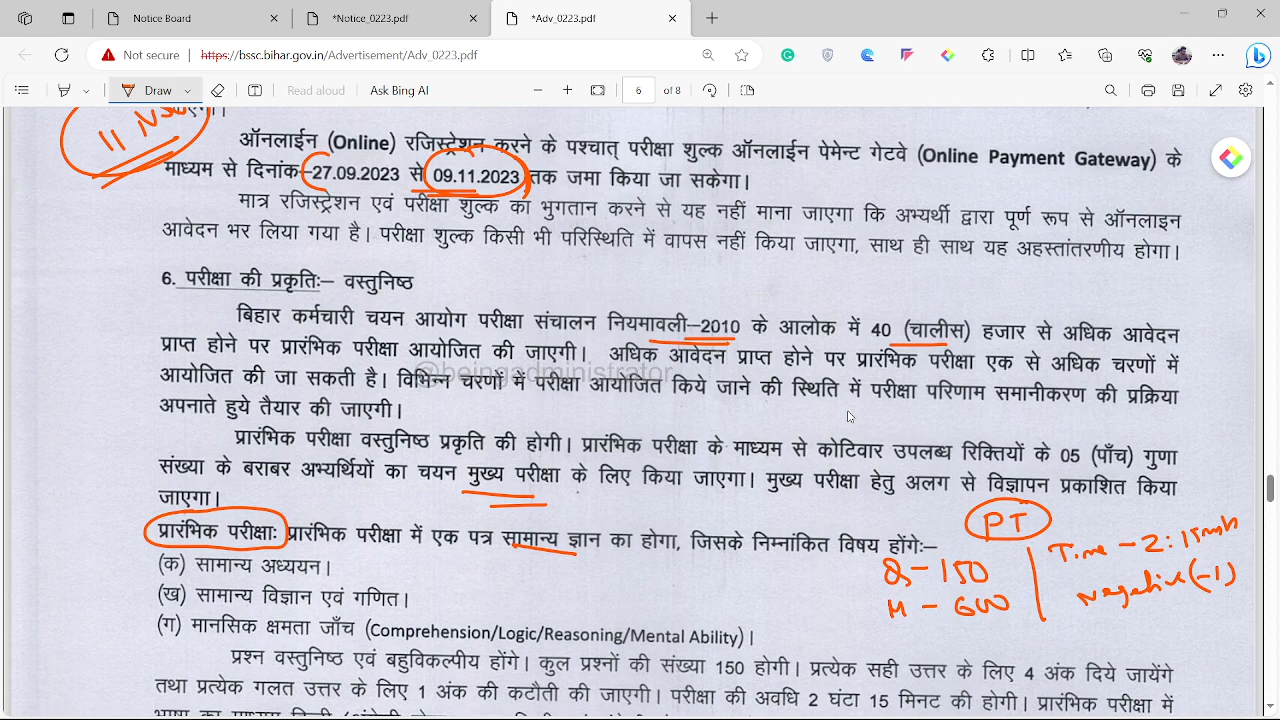 Notice Board
*Notice_0223.pdf
*Adv_0223.pdf
Not secure
https://bsc.bihar.gov.in/Advertisement/Adv_0223.pdf
Draw
Read aloud
Ask Bing AI
6
of 8
11 Nov
ऑनलाईन (Online) रजिस्ट्रेशन करने के पश्चात् परीक्षा शुल्क ऑनलाईन पेमेन्ट गेटवे (Online Payment Gateway) के
माध्यम से दिनांक–27.09.2023 से 09.11.2023 तक जमा किया जा सकेगा।
मात्र रजिस्ट्रेशन एवं परीक्षा शुल्क का भुगतान करने से यह नहीं माना जाएगा कि अभ्यर्थी द्वारा पूर्ण रूप से ऑनलाइन
आवेदन भर लिया गया है। परीक्षा शुल्क किसी भी परिस्थिति में वापस नहीं किया जाएगा, साथ ही साथ यह अहस्तांतरणीय होगा।
6. परीक्षा की प्रकृतिः– वस्तुनिष्ठ
बिहार कर्मचारी चयन आयोग परीक्षा संचालन नियमावली–2010 के आलोक में 40 (चालीस) हजार से अधिक आवेदन
प्राप्त होने पर प्रारंभिक परीक्षा आयोजित की जाएगी। अधिक आवेदन प्राप्त होने पर प्रारंभिक परीक्षा एक से अधिक चरणों में
@beingadministrator
आयोजित की जा सकती है। विभिन्न चरणों में परीक्षा आयोजित किये जाने की स्थिति में परीक्षा परिणाम समानीकरण की प्रक्रिया
अपनाते हुये तैयार की जाएगी।
प्रारंभिक परीक्षा वस्तुनिष्ठ प्रकृति की होगी। प्रारंभिक परीक्षा के माध्यम से कोटिवार उपलब्ध रिक्तियों के 05 (पाँच) गुणा
संख्या के बराबर अभ्यर्थियों का चयन मुख्य परीक्षा के लिए किया जाएगा। मुख्य परीक्षा हेतु अलग से विज्ञापन प्रकाशित किया
जाएगा।
PT
प्रारंभिक परीक्षाः प्रारंभिक परीक्षा में एक पत्र सामान्य ज्ञान का होगा, जिसके निम्नांकित विषय होंगेः–
Time – 2:15
Q – 150
Negative (-1)
M – 600
(क) सामान्य अध्ययन।
(ख) सामान्य विज्ञान एवं गणित।
(ग) मानसिक क्षमता जाँच (Comprehension/Logic/Reasoning/Mental Ability)।
प्रश्न वस्तुनिष्ठ एवं बहुविकल्पीय होंगे। कुल प्रश्नों की संख्या 150 होगी। प्रत्येक सही उत्तर के लिए 4 अंक दिये जायेंगे
तथा प्रत्येक गलत उत्तर के लिए 1 अंक की कटौती की जाएगी। परीक्षा की अवधि 2 घंटा 15 मिनट की होगी। प्रारंभिक परीक्षा में